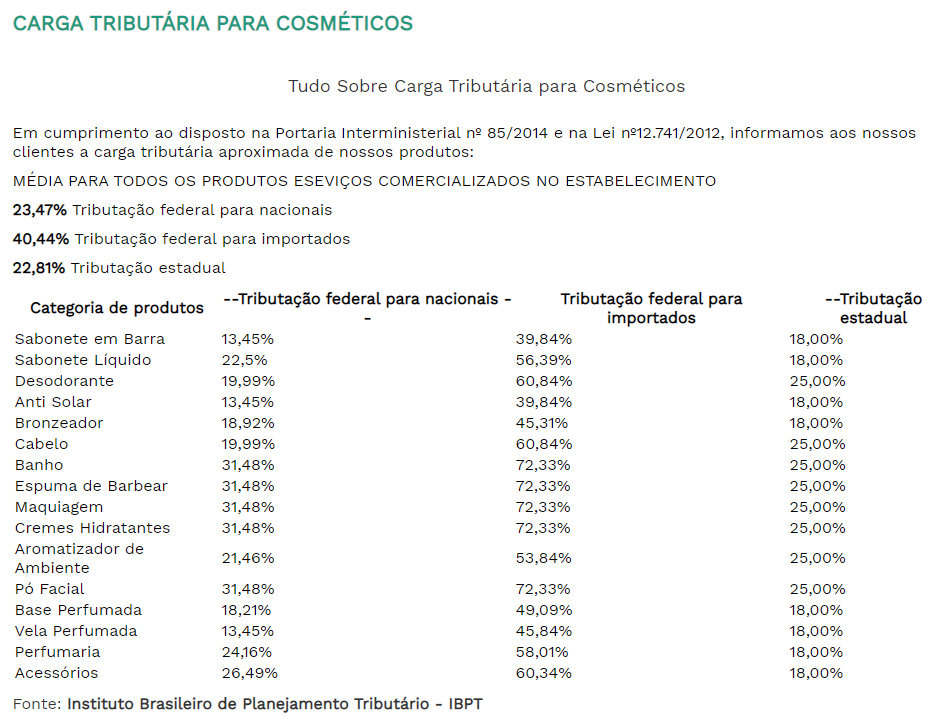 CARGA TRIBUTÁRIA PARA COSMÉTICOS
Tudo Sobre Carga Tributária para Cosméticos
Em cumprimento ao disposto na Portaria Interministerial nº 85/2014 e na Lei nº12.741/2012, informamos aos nossos
clientes a carga tributária aproximada de nossos produtos:
MÉDIA PARA TODOS OS PRODUTOS ESEVIÇOS COMERCIALIZADOS NO ESTABELECIMENTO
23,47% Tributação federal para nacionais
40,44% Tributação federal para importados
22,81% Tributação estadual
Categoria de produtos --Tributação federal para nacionais -- Tributação federal para importados --Tributação estadual
Sabonete em Barra 13,45% 39,84% 18,00%
Sabonete Líquido 22,5% 56,39% 18,00%
Desodorante 19,99% 60,84% 25,00%
Anti Solar 13,45% 39,84% 18,00%
Bronzeador 18,92% 45,31% 18,00%
Cabelo 19,99% 60,84% 25,00%
Banho 31,48% 72,33% 25,00%
Espuma de Barbear 31,48% 72,33% 25,00%
Maquiagem 31,48% 72,33% 25,00%
Cremes Hidratantes 31,48% 72,33% 25,00%
Aromatizador de Ambiente 21,46% 53,84% 25,00%
Pó Facial 31,48% 72,33% 25,00%
Base Perfumada 18,21% 49,09% 18,00%
Vela Perfumada 13,45% 45,84% 18,00%
Perfumaria 24,16% 58,01% 18,00%
Acessórios 26,49% 60,34% 18,00%
Fonte: Instituto Brasileiro de Planejamento Tributário - IBPT